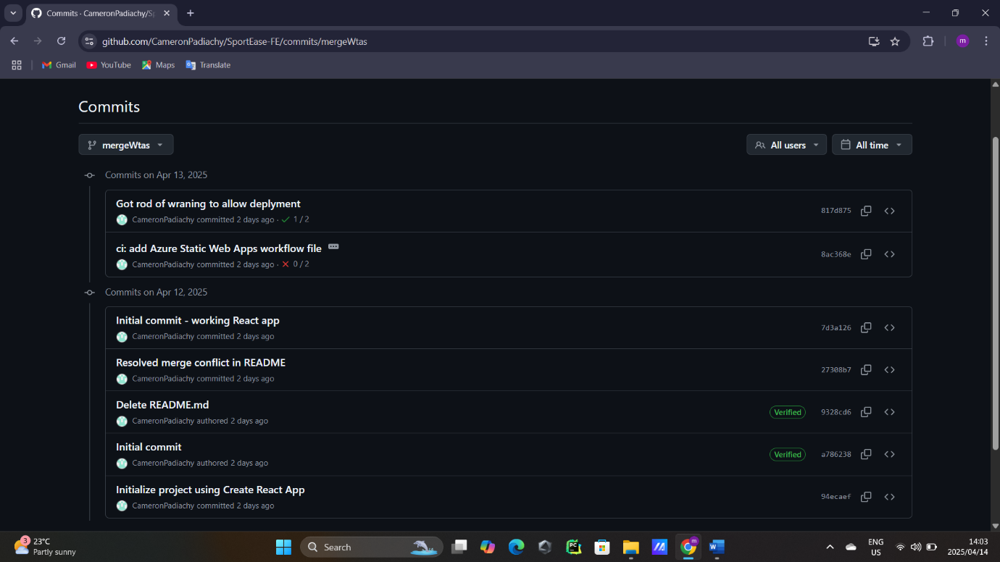 Commits · CameronPadiachy/Sp
github.com/CameronPadiachy/SportEase-FE/commits/mergeWtas
m
Gmail
YouTube
Maps
Translate
Commits
mergeWtas
All users
All time
Commits on Apr 13, 2025
Got rod of wraning to allow deplyment
817d875
CameronPadiachy committed 2 days ago · 1 / 2
ci: add Azure Static Web Apps workflow file
8ac368e
CameronPadiachy committed 2 days ago · 0 / 2
Commits on Apr 12, 2025
Initial commit - working React app
7d3a126
CameronPadiachy committed 2 days ago
Resolved merge conflict in README
27308b7
CameronPadiachy committed 2 days ago
Delete README.md
Verified 9328cd6
CameronPadiachy authored 2 days ago
Initial commit
Verified a786238
CameronPadiachy authored 2 days ago
Initialize project using Create React App
94ecaef
CameronPadiachy committed 2 days ago
3
23°C
Partly sunny
Search
PC
m
W
ENG
US
14:03
2025/04/14